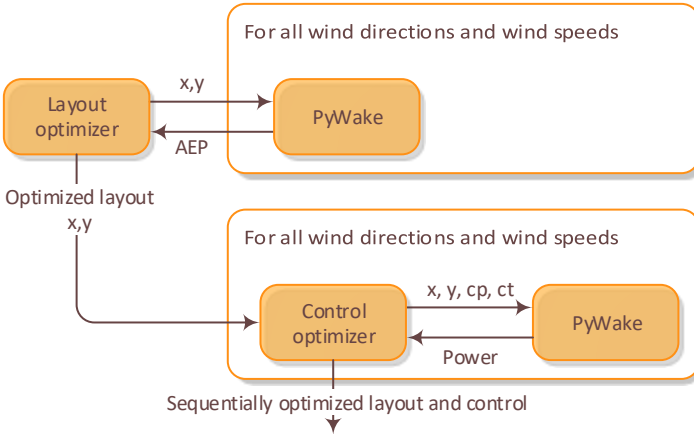 For all wind directions and wind speeds
Layout
optimizer
x,y
PyWake
AEP
Optimized layout
x,y
For all wind directions and wind speeds
Control
optimizer
x, y, cp, ct
PyWake
Power
Sequentially optimized layout and control